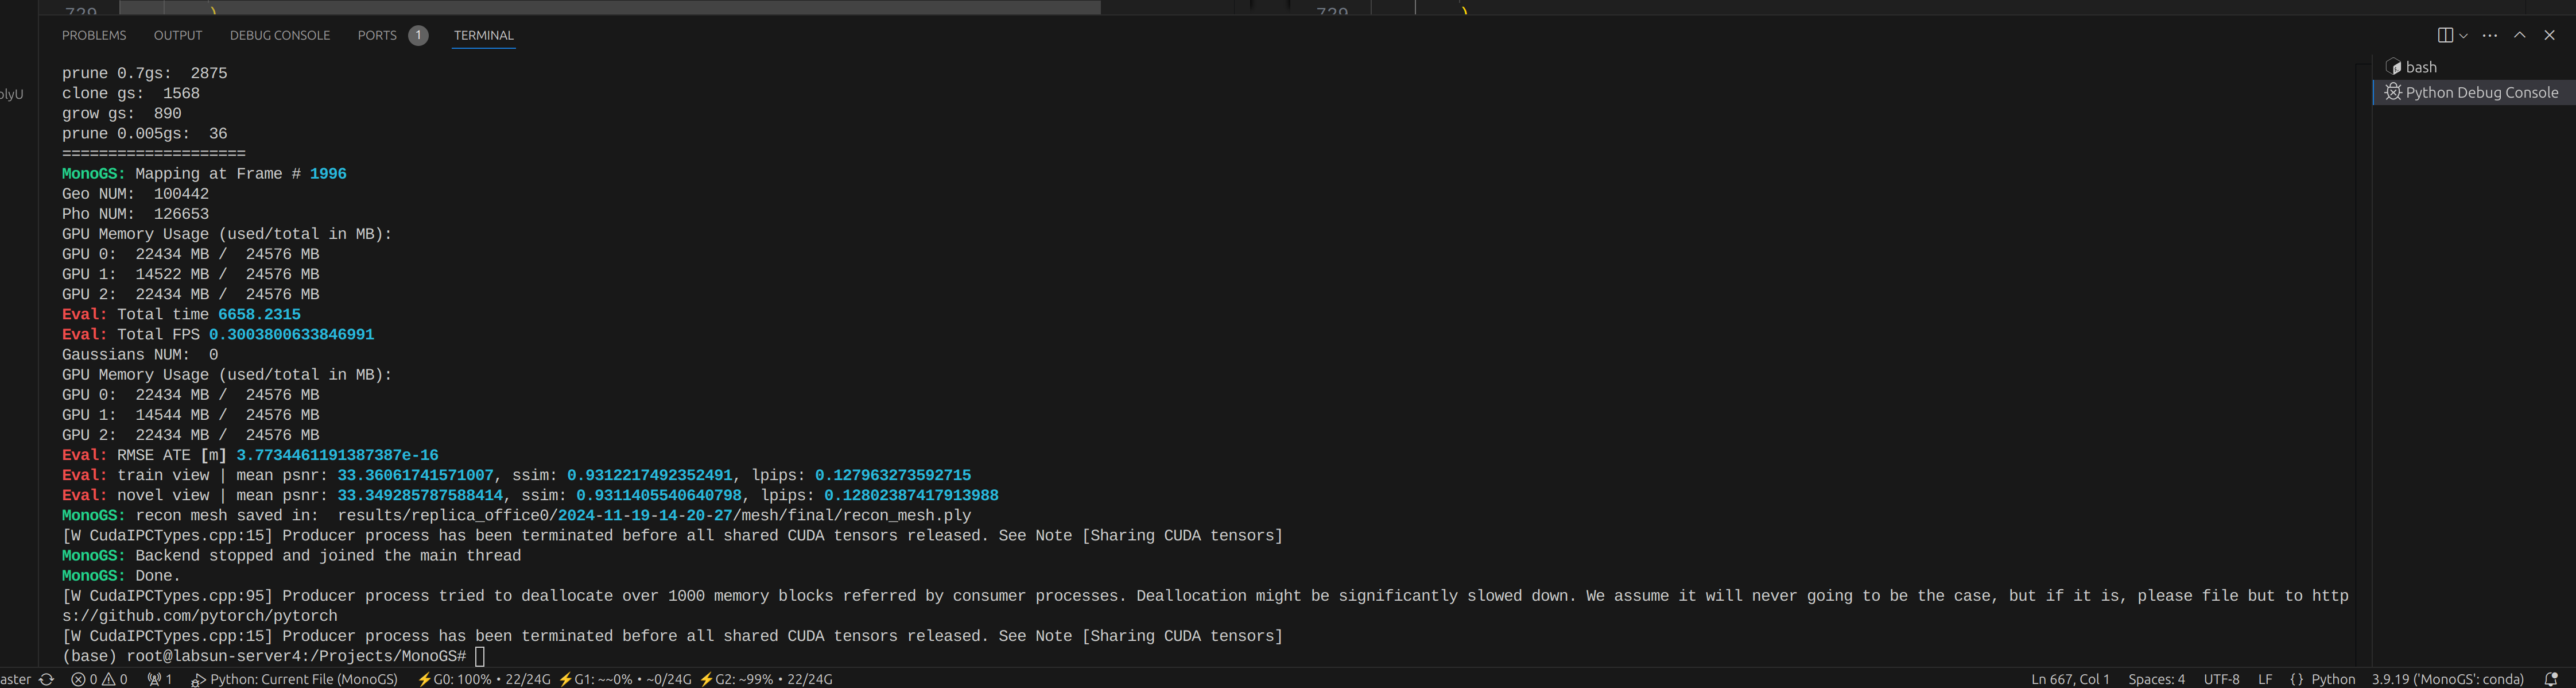 729 ) 729 )
PROBLEMS OUTPUT DEBUG CONSOLE PORTS 1 TERMINAL
prune 0.7gs:  2875
clone gs:  1568
grow gs:  890
prune 0.005gs:  36
====================
MonoGS: Mapping at Frame # 1996
Geo NUM:  100442
Pho NUM:  126653
GPU Memory Usage (used/total in MB):
GPU 0:  22434 MB /  24576 MB
GPU 1:  14522 MB /  24576 MB
GPU 2:  22434 MB /  24576 MB
Eval: Total time 6658.2315
Eval: Total FPS 0.3003800633846991
Gaussians NUM:  0
GPU Memory Usage (used/total in MB):
GPU 0:  22434 MB /  24576 MB
GPU 1:  14544 MB /  24576 MB
GPU 2:  22434 MB /  24576 MB
Eval: RMSE ATE [m] 3.7734461191387387e-16
Eval: train view | mean psnr: 33.36061741571007, ssim: 0.9312217492352491, lpips: 0.127963273592715
Eval: novel view | mean psnr: 33.349285787588414, ssim: 0.9311405540640798, lpips: 0.12802387417913988
MonoGS: recon mesh saved in:  results/replica_office0/2024-11-19-14-20-27/mesh/final/recon_mesh.ply
[W CudaIPCTypes.cpp:15] Producer process has been terminated before all shared CUDA tensors released. See Note [Sharing CUDA tensors]
MonoGS: Backend stopped and joined the main thread
MonoGS: Done.
[W CudaIPCTypes.cpp:95] Producer process tried to deallocate over 1000 memory blocks referred by consumer processes. Deallocation might be significantly slowed down. We assume it will never going to be the case, but if it is, please file but to http
s://github.com/pytorch/pytorch
[W CudaIPCTypes.cpp:15] Producer process has been terminated before all shared CUDA tensors released. See Note [Sharing CUDA tensors]
(base) root@labsun-server4:/Projects/MonoGS#
bash
Python Debug Console
olyU
aster 0 0 1 Python: Current File (MonoGS) ⚡G0: 100% • 22/24G ⚡G1: ~~0% • ~0/24G ⚡G2: ~99% • 22/24G Ln 667, Col 1 Spaces: 4 UTF-8 LF {} Python 3.9.19 ('MonoGS': conda)